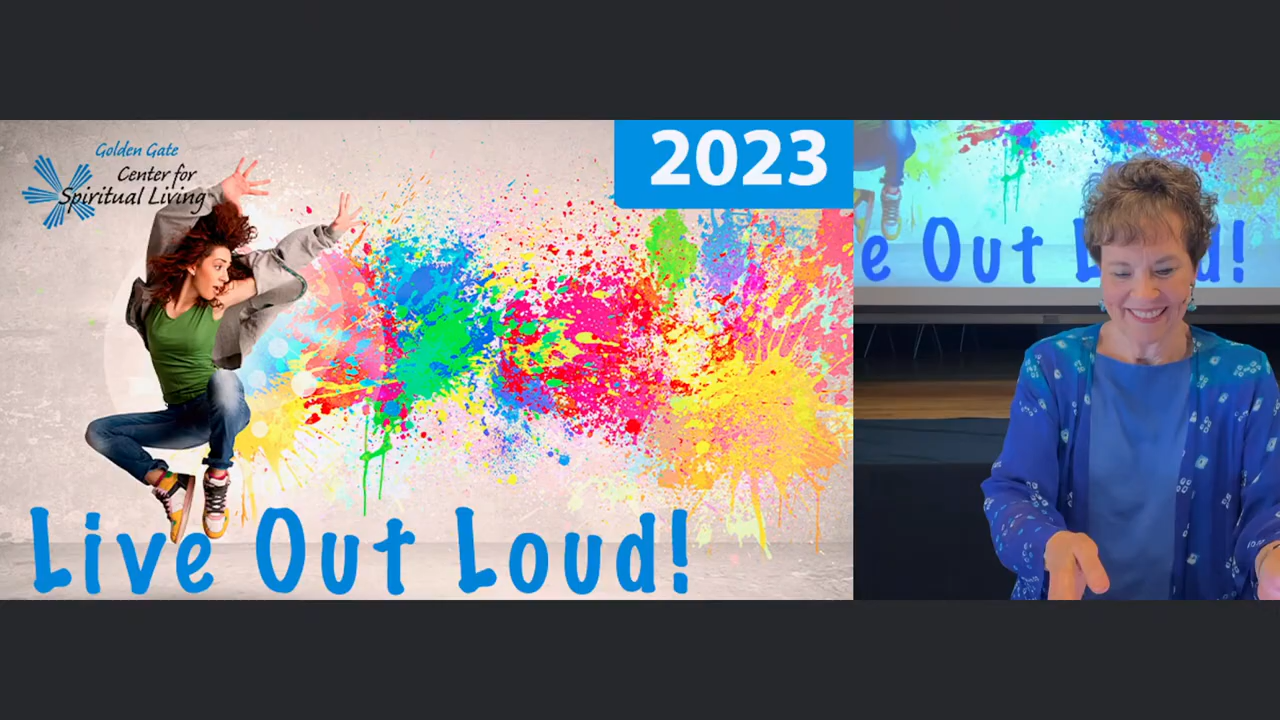 Golden Gate
Center for
Spiritual Living
2023
Live Out Loud!
e Out L d!